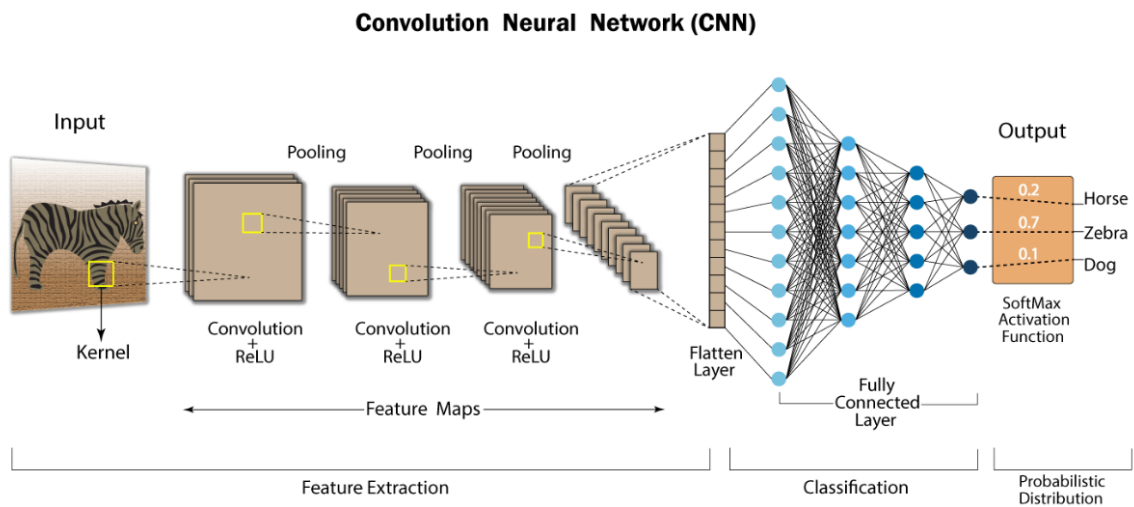 Convolution Neural Network (CNN)
Input
Pooling
Pooling
Pooling
Output
0.2
Horse
0.7
Zebra
0.1
Dog
Kernel
Convolution
+
ReLU
Convolution
+
ReLU
Convolution
+
ReLU
Flatten
Layer
SoftMax
Activation
Function
Feature Maps
Fully
Connected
Layer
Feature Extraction
Classification
Probabilistic
Distribution